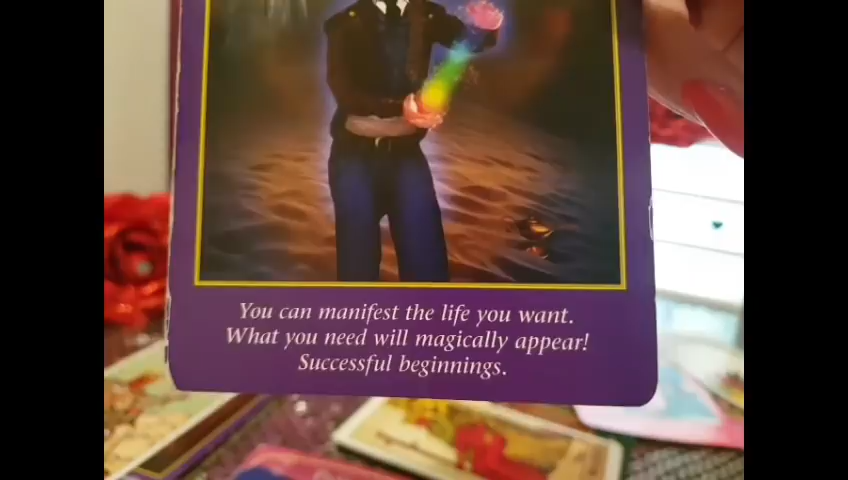 You can manifest the life you want.
What you need will magically appear!
Successful beginnings.